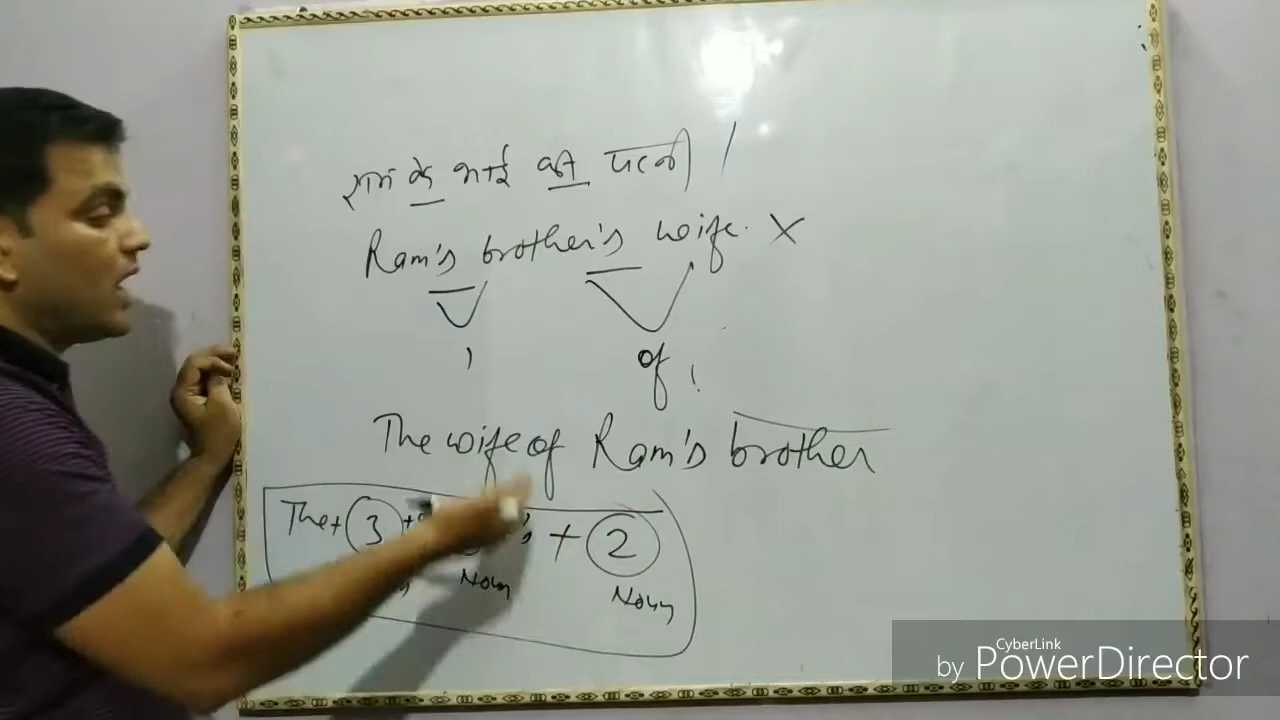 राम के भाई की पत्नी /
Ram's brother's wife. X
' of !
The wife of Ram's brother
The + 3 + 's + 2
Noun Noun
CyberLink
by PowerDirector